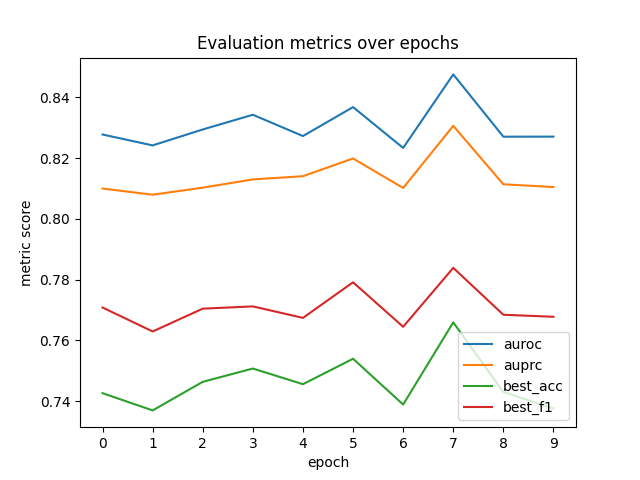 Evaluation metrics over epochs
metric score
0.84
0.82
0.80
0.78
0.76
0.74
auroc
auprc
best_acc
best_f1
0 1 2 3 4 5 6 7 8 9
epoch